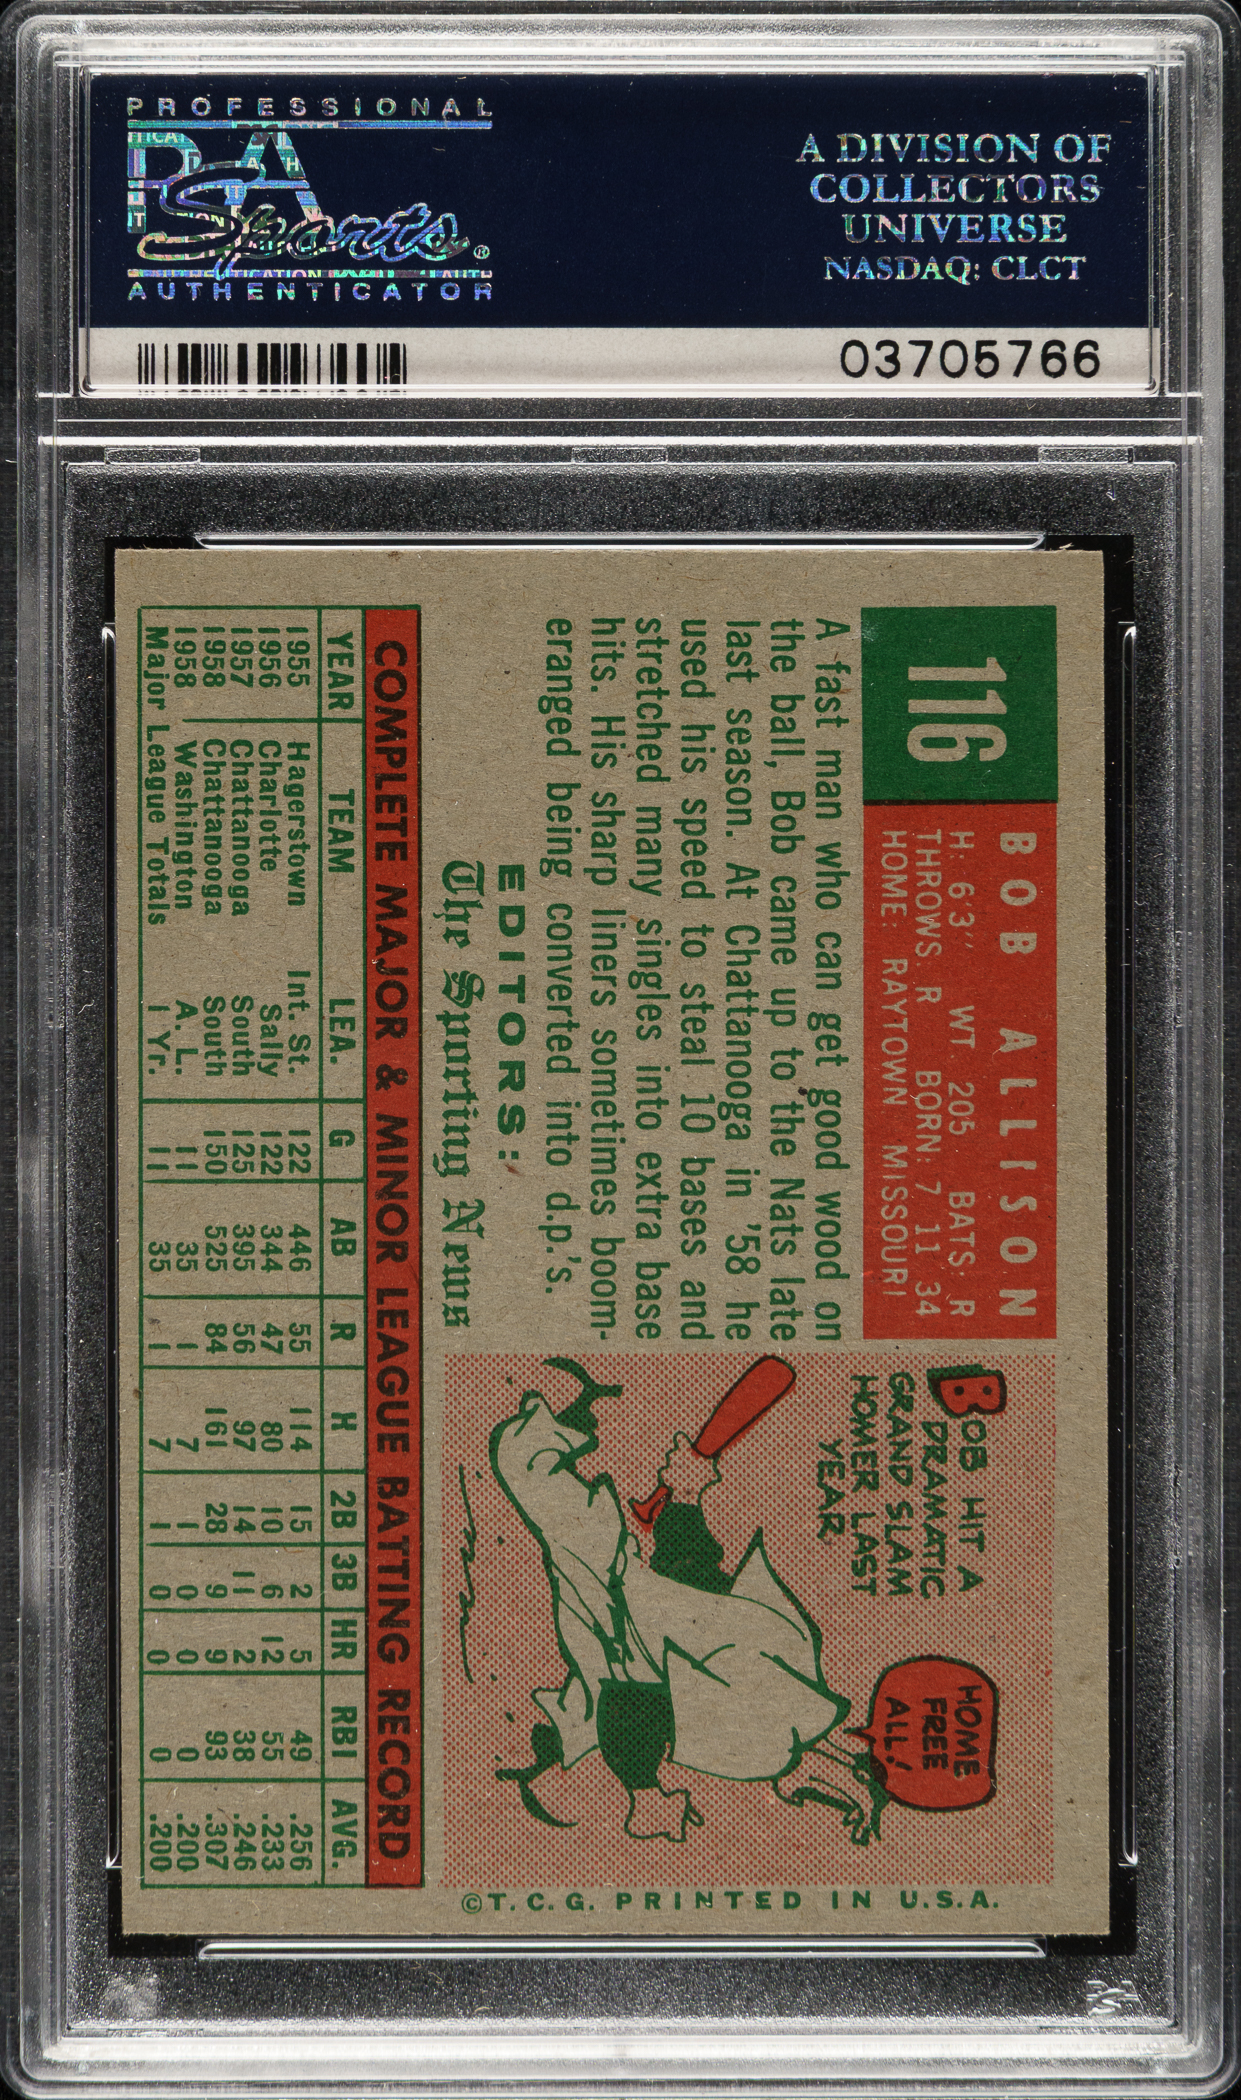 PROFESSIONAL
PSA
Sports®
AUTHENTICATOR
A DIVISION OF
COLLECTORS
UNIVERSE
NASDAQ: CLCT
03705766
116
BOB ALLISON
H: 6'3" WT. 205 BATS: R
THROWS. R BORN: 7 11 34
HOME: RAYTOWN MISSOURI
A fast man who can get good wood on
the ball, Bob came up to the Nats late
last season. At Chattanooga in '58 he
used his speed to steal 10 bases and
stretched many singles into extra base
hits. His sharp liners sometimes boom-
eranged being converted into d.p.'s.
EDITORS:
The Sporting News
BOB HIT A
DRAMATIC
GRAND SLAM
HOMER LAST
YEAR
HOME
FREE
ALL!
COMPLETE MAJOR & MINOR LEAGUE BATTING RECORD
YEAR TEAM LEA. G AB R H 2B 3B HR RBI AVG.
1955 Hagerstown Int. St. 122 446 55 114 15 2 5 49 .256
1956 Charlotte Sally 122 344 47 80 10 6 12 55 .233
1957 Chattanooga South 125 395 56 97 14 11 2 38 .246
1958 Chattanooga South 150 525 84 161 28 9 9 93 .307
1958 Washington A. L. 11 35 1 7 1 0 0 0 .200
Major League Totals 1 Yr. 11 35 1 7 1 0 0 0 .200
©T.C.G. PRINTED IN U.S.A.